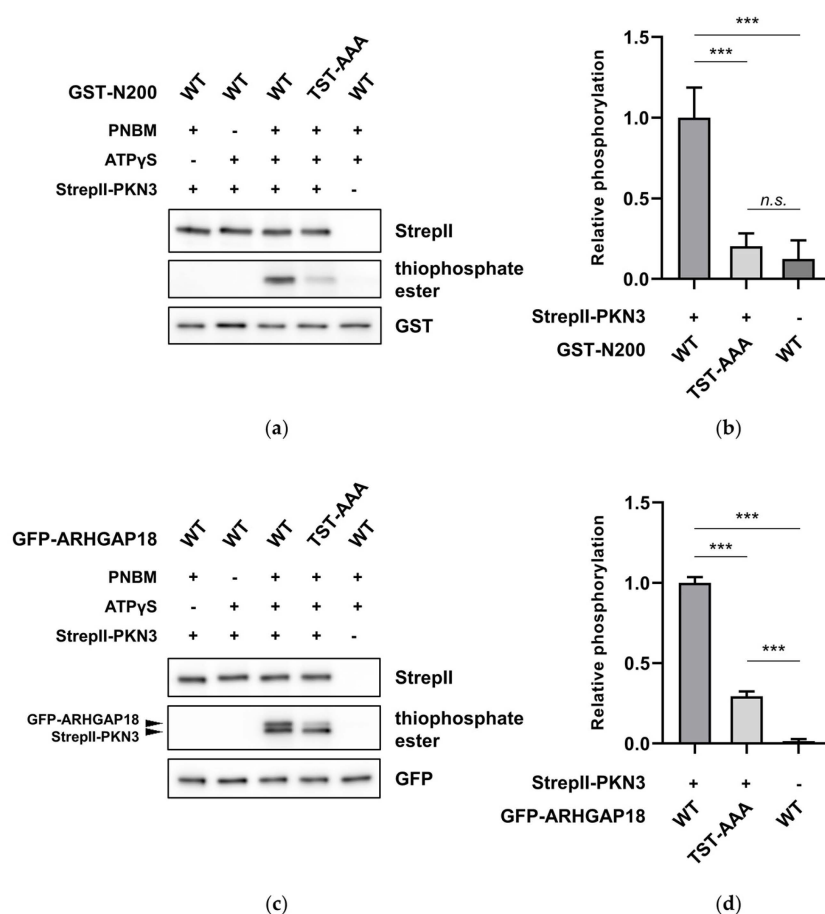 GST-N200 WT WT WT TST-AAA WT
PNBM + - + + +
ATPγS - + + + +
StrepII-PKN3 + + + + -
StrepII
thiophosphate
ester
GST
(a)
Relative phosphorylation
1.5
1.0
0.5
0.0
***
***
n.s.
StrepII-PKN3 + + -
GST-N200 WT TST-AAA WT
(b)
GFP-ARHGAP18 WT WT WT TST-AAA WT
PNBM + - + + +
ATPγS - + + + +
StrepII-PKN3 + + + + -
StrepII
GFP-ARHGAP18
StrepII-PKN3
thiophosphate
ester
GFP
(c)
Relative phosphorylation
1.5
1.0
0.5
0.0
***
***
***
StrepII-PKN3 + + -
GFP-ARHGAP18 WT TST-AAA WT
(d)